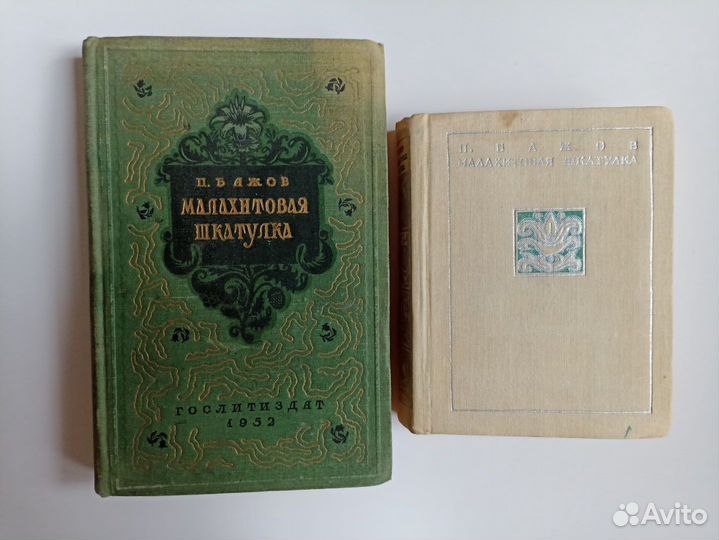 П. БАЖОВ
МАЛАХИТОВАЯ
ШКАТУЛКА
ГОСЛИТИЗДАТ
1952
П. БАЖОВ
МАЛАХИТОВАЯ ШКАТУЛКА
Avito